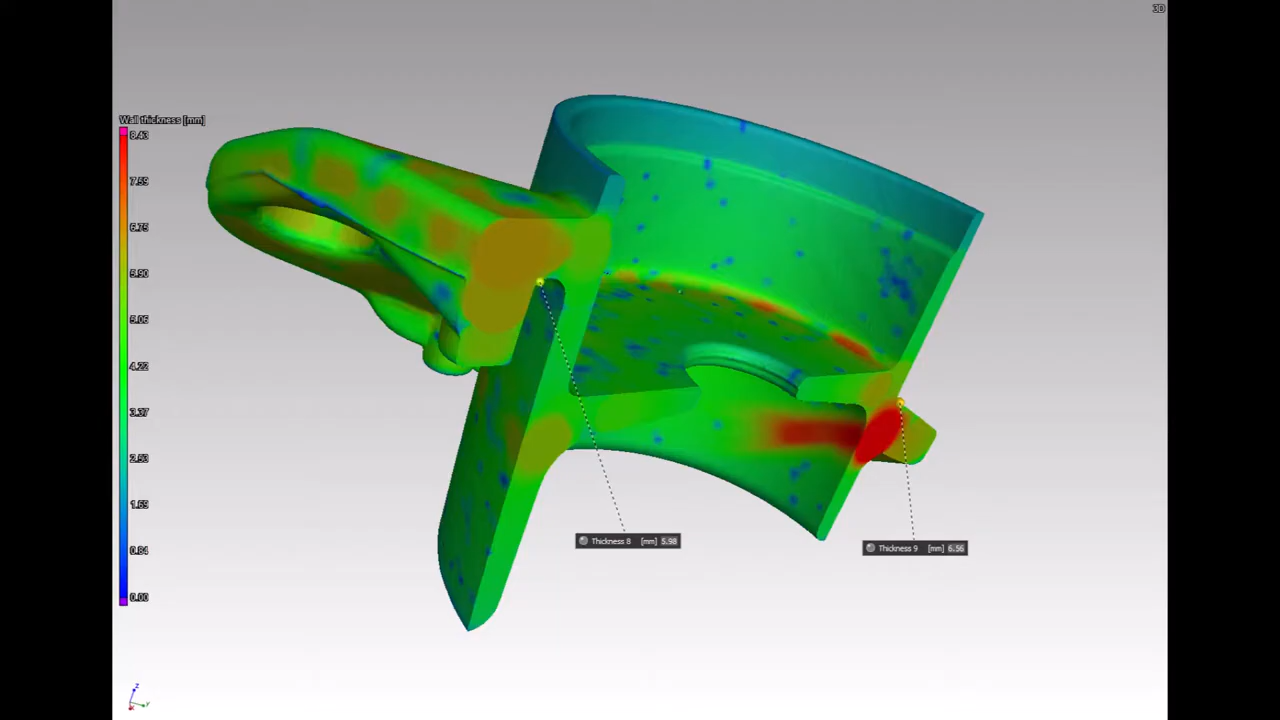 3D
Wall thickness [mm]
8.43
7.59
6.75
5.90
5.06
4.22
3.37
2.53
1.69
0.84
0.00
Thickness 8 [mm] 5.98
Thickness 9 [mm] 6.56
Z
Y
X